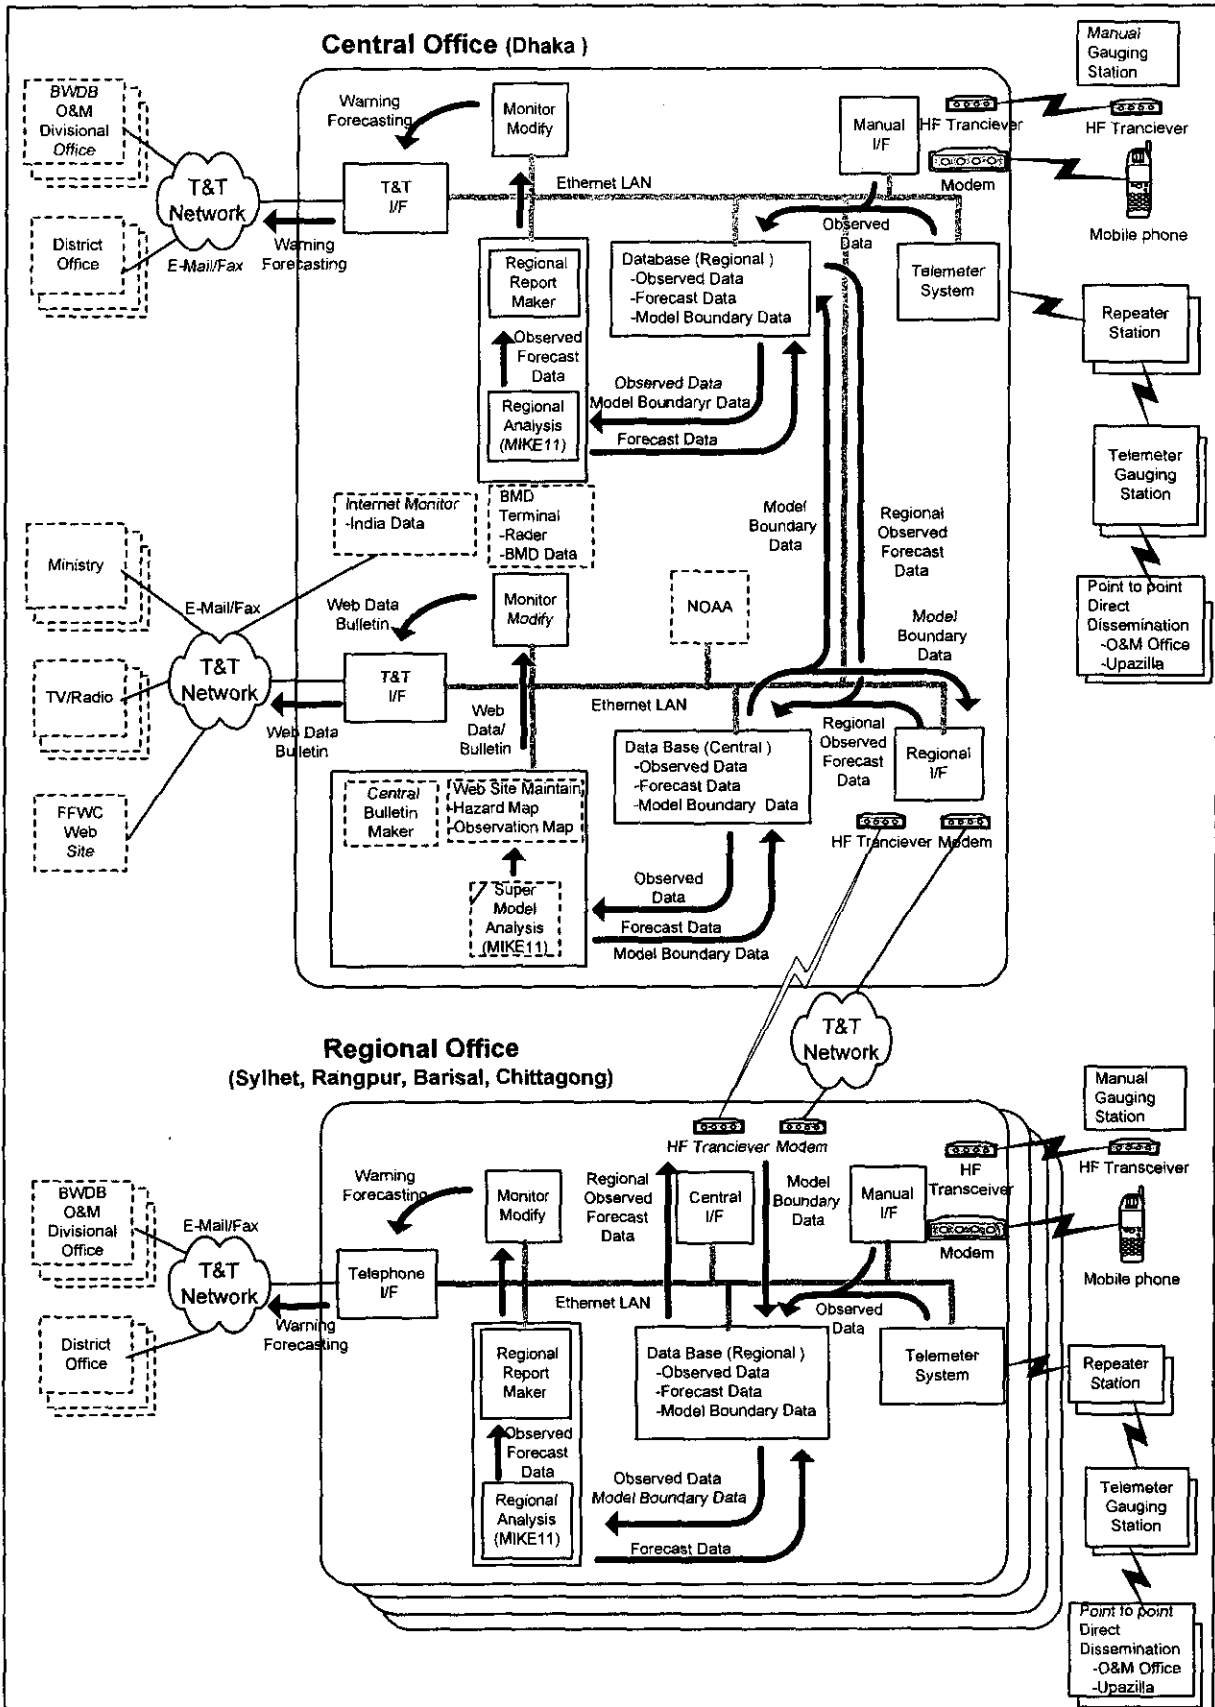 Central Office (Dhaka )
Manual
Gauging
Station
HF Tranciever
HF Tranciever
Modem
Mobile phone
BWDB
O&M
Divisional
Office
T&T
Network
E-Mail/Fax
District
Office
Warning
Forecasting
Warning
Forecasting
T&T
I/F
Monitor
Modify
Ethernet LAN
Manual
I/F
Observed
Data
Telemeter
System
Database (Regional )
-Observed Data
-Forecast Data
-Model Boundary Data
Regional
Report
Maker
Observed
Forecast
Data
Regional
Analysis
(MIKE11)
Observed Data
Model Boundaryr Data
Forecast Data
Repeater
Station
Telemeter
Gauging
Station
Point to point
Direct
Dissemination
-O&M Office
-Upazilla
Internet Monitor
-India Data
BMD
Terminal
-Rader
-BMD Data
Model
Boundary
Data
Regional
Observed
Forecast
Data
Ministry
E-Mail/Fax
T&T
Network
TV/Radio
FFWC
Web
Site
Web Data
Bulletin
Web Data
Bulletin
T&T
I/F
Monitor
Modify
NOAA
Ethernet LAN
Model
Boundary
Data
Web
Data/
Bulletin
Data Base (Central )
-Observed Data
-Forecast Data
-Model Boundary Data
Regional
Observed
Forecast
Data
Regional
I/F
HF Tranciever
Modem
Central
Bulletin
Maker
Web Site Maintain
-Hazard Map
-Observation Map
Super
Model
Analysis
(MIKE11)
Observed
Data
Forecast Data
Model Boundary Data
T&T
Network
Regional Office
(Sylhet, Rangpur, Barisal, Chittagong)
Manual
Gauging
Station
HF Tranciever
Modem
HF
Transceiver
HF Transceiver
Modem
Mobile phone
BWDB
O&M
Divisional
Office
E-Mail/Fax
T&T
Network
District
Office
Warning
Forecasting
Warning
Forecasting
Telephone
I/F
Monitor
Modify
Regional
Observed
Forecast
Data
Central
I/F
Model
Boundary
Data
Manual
I/F
Ethernet LAN
Observed
Data
Regional
Report
Maker
Observed
Forecast
Data
Regional
Analysis
(MIKE11)
Data Base (Regional )
-Observed Data
-Forecast Data
-Model Boundary Data
Telemeter
System
Observed Data
Model Boundary Data
Forecast Data
Repeater
Station
Telemeter
Gauging
Station
Point to point
Direct
Dissemination
-O&M Office
-Upazilla